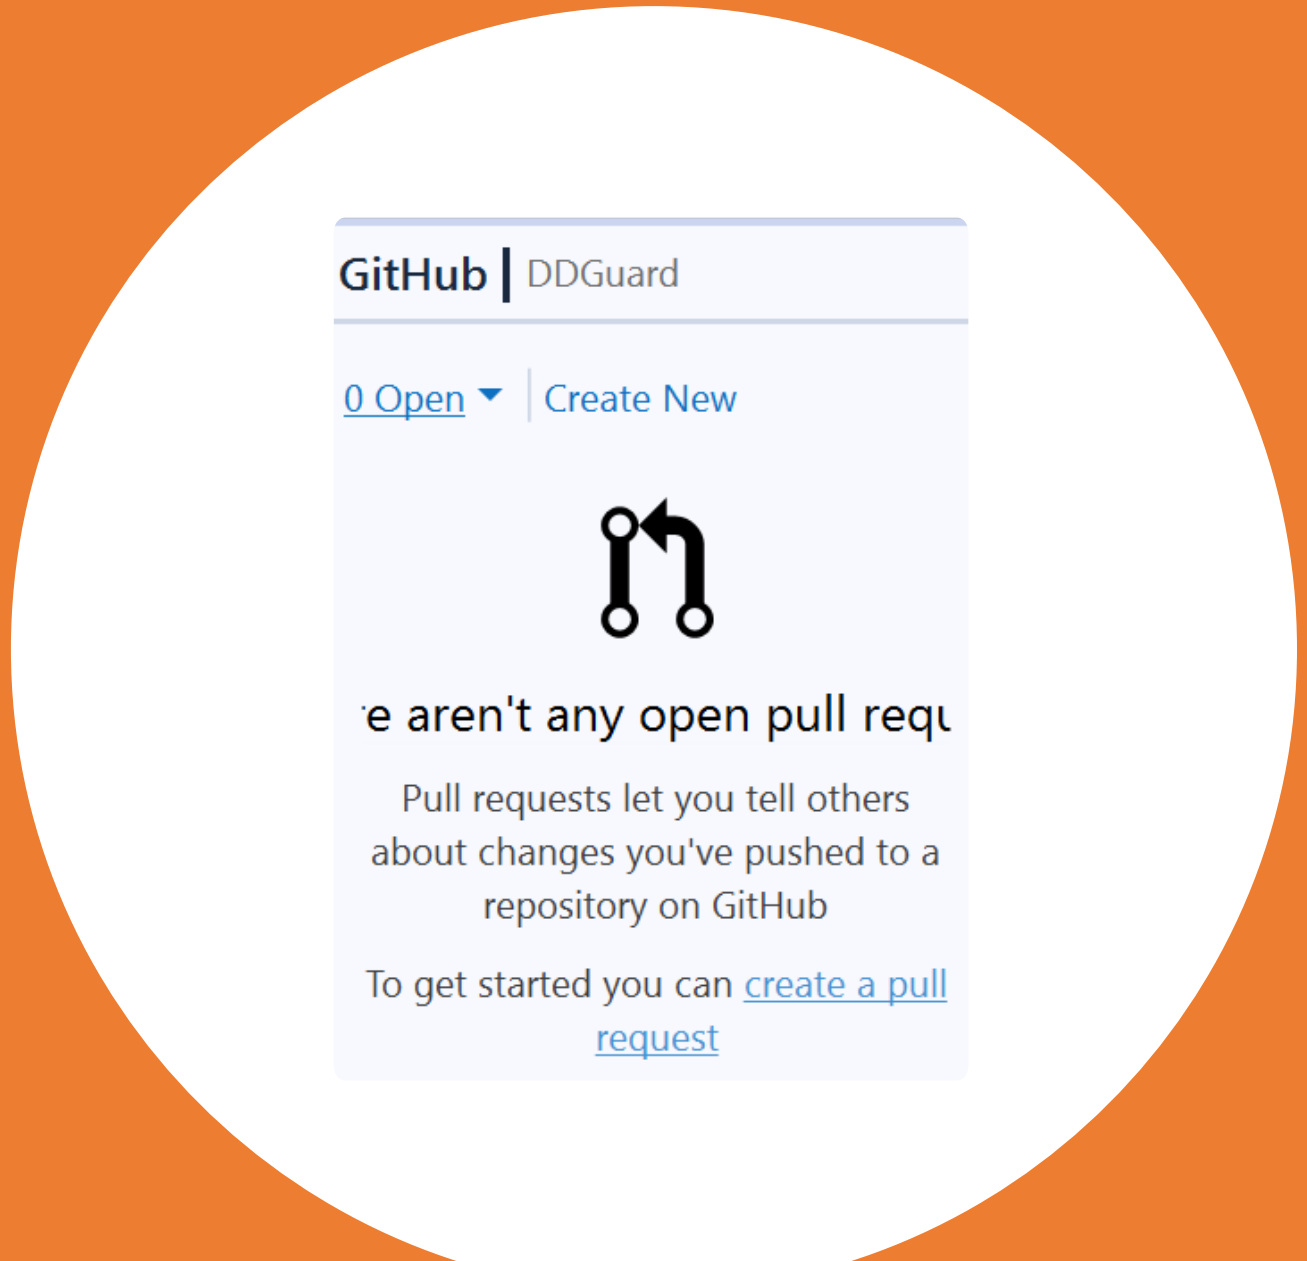 GitHub | DDGuard
0 Open Create New
e aren't any open pull
Pull requests let you tell others
about changes you've pushed to a
repository on GitHub
To get started you can create a pull
request